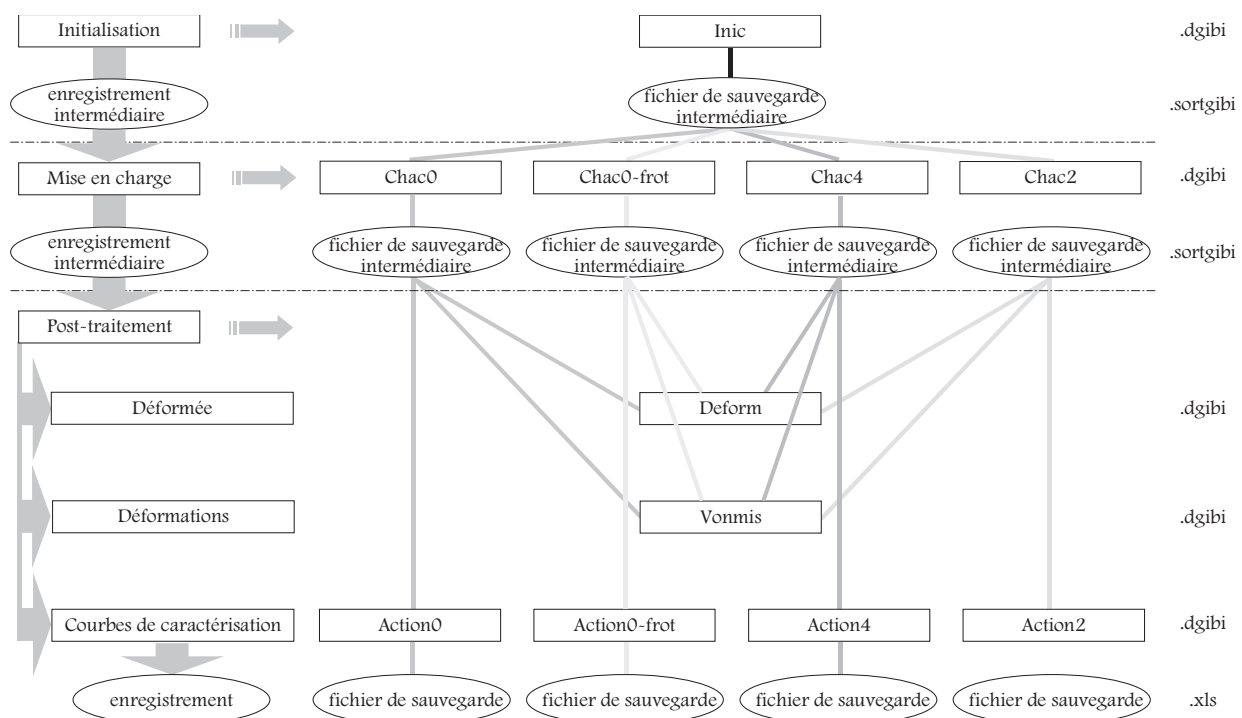 Initialisation
Inic
.dgibi
enregistrement
intermédiaire
fichier de sauvegarde
intermédiaire
.sortgibi
Mise en charge
Chac0
Chac0-frot
Chac4
Chac2
.dgibi
enregistrement
intermédiaire
fichier de sauvegarde
intermédiaire
fichier de sauvegarde
intermédiaire
fichier de sauvegarde
intermédiaire
fichier de sauvegarde
intermédiaire
.sortgibi
Post-traitement
Déformée
Deform
.dgibi
Déformations
Vonmis
.dgibi
Courbes de caractérisation
Action0
Action0-frot
Action4
Action2
.dgibi
enregistrement
fichier de sauvegarde
fichier de sauvegarde
fichier de sauvegarde
fichier de sauvegarde
.xls